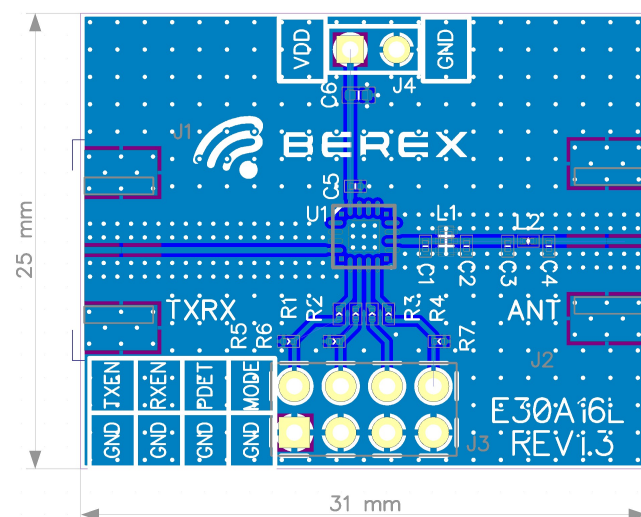 VDD
GND
C6
J4
J1
BEREX
C5
U1
L1
L2
25 mm
C1
C2
C3
C4
TXRX
R1
R2
R3
R4
ANT
R5
R6
R7
J2
TXEN
RXEN
PDET
MODE
GND
GND
GND
GND
J3
E30A16L
REV1.3
31 mm